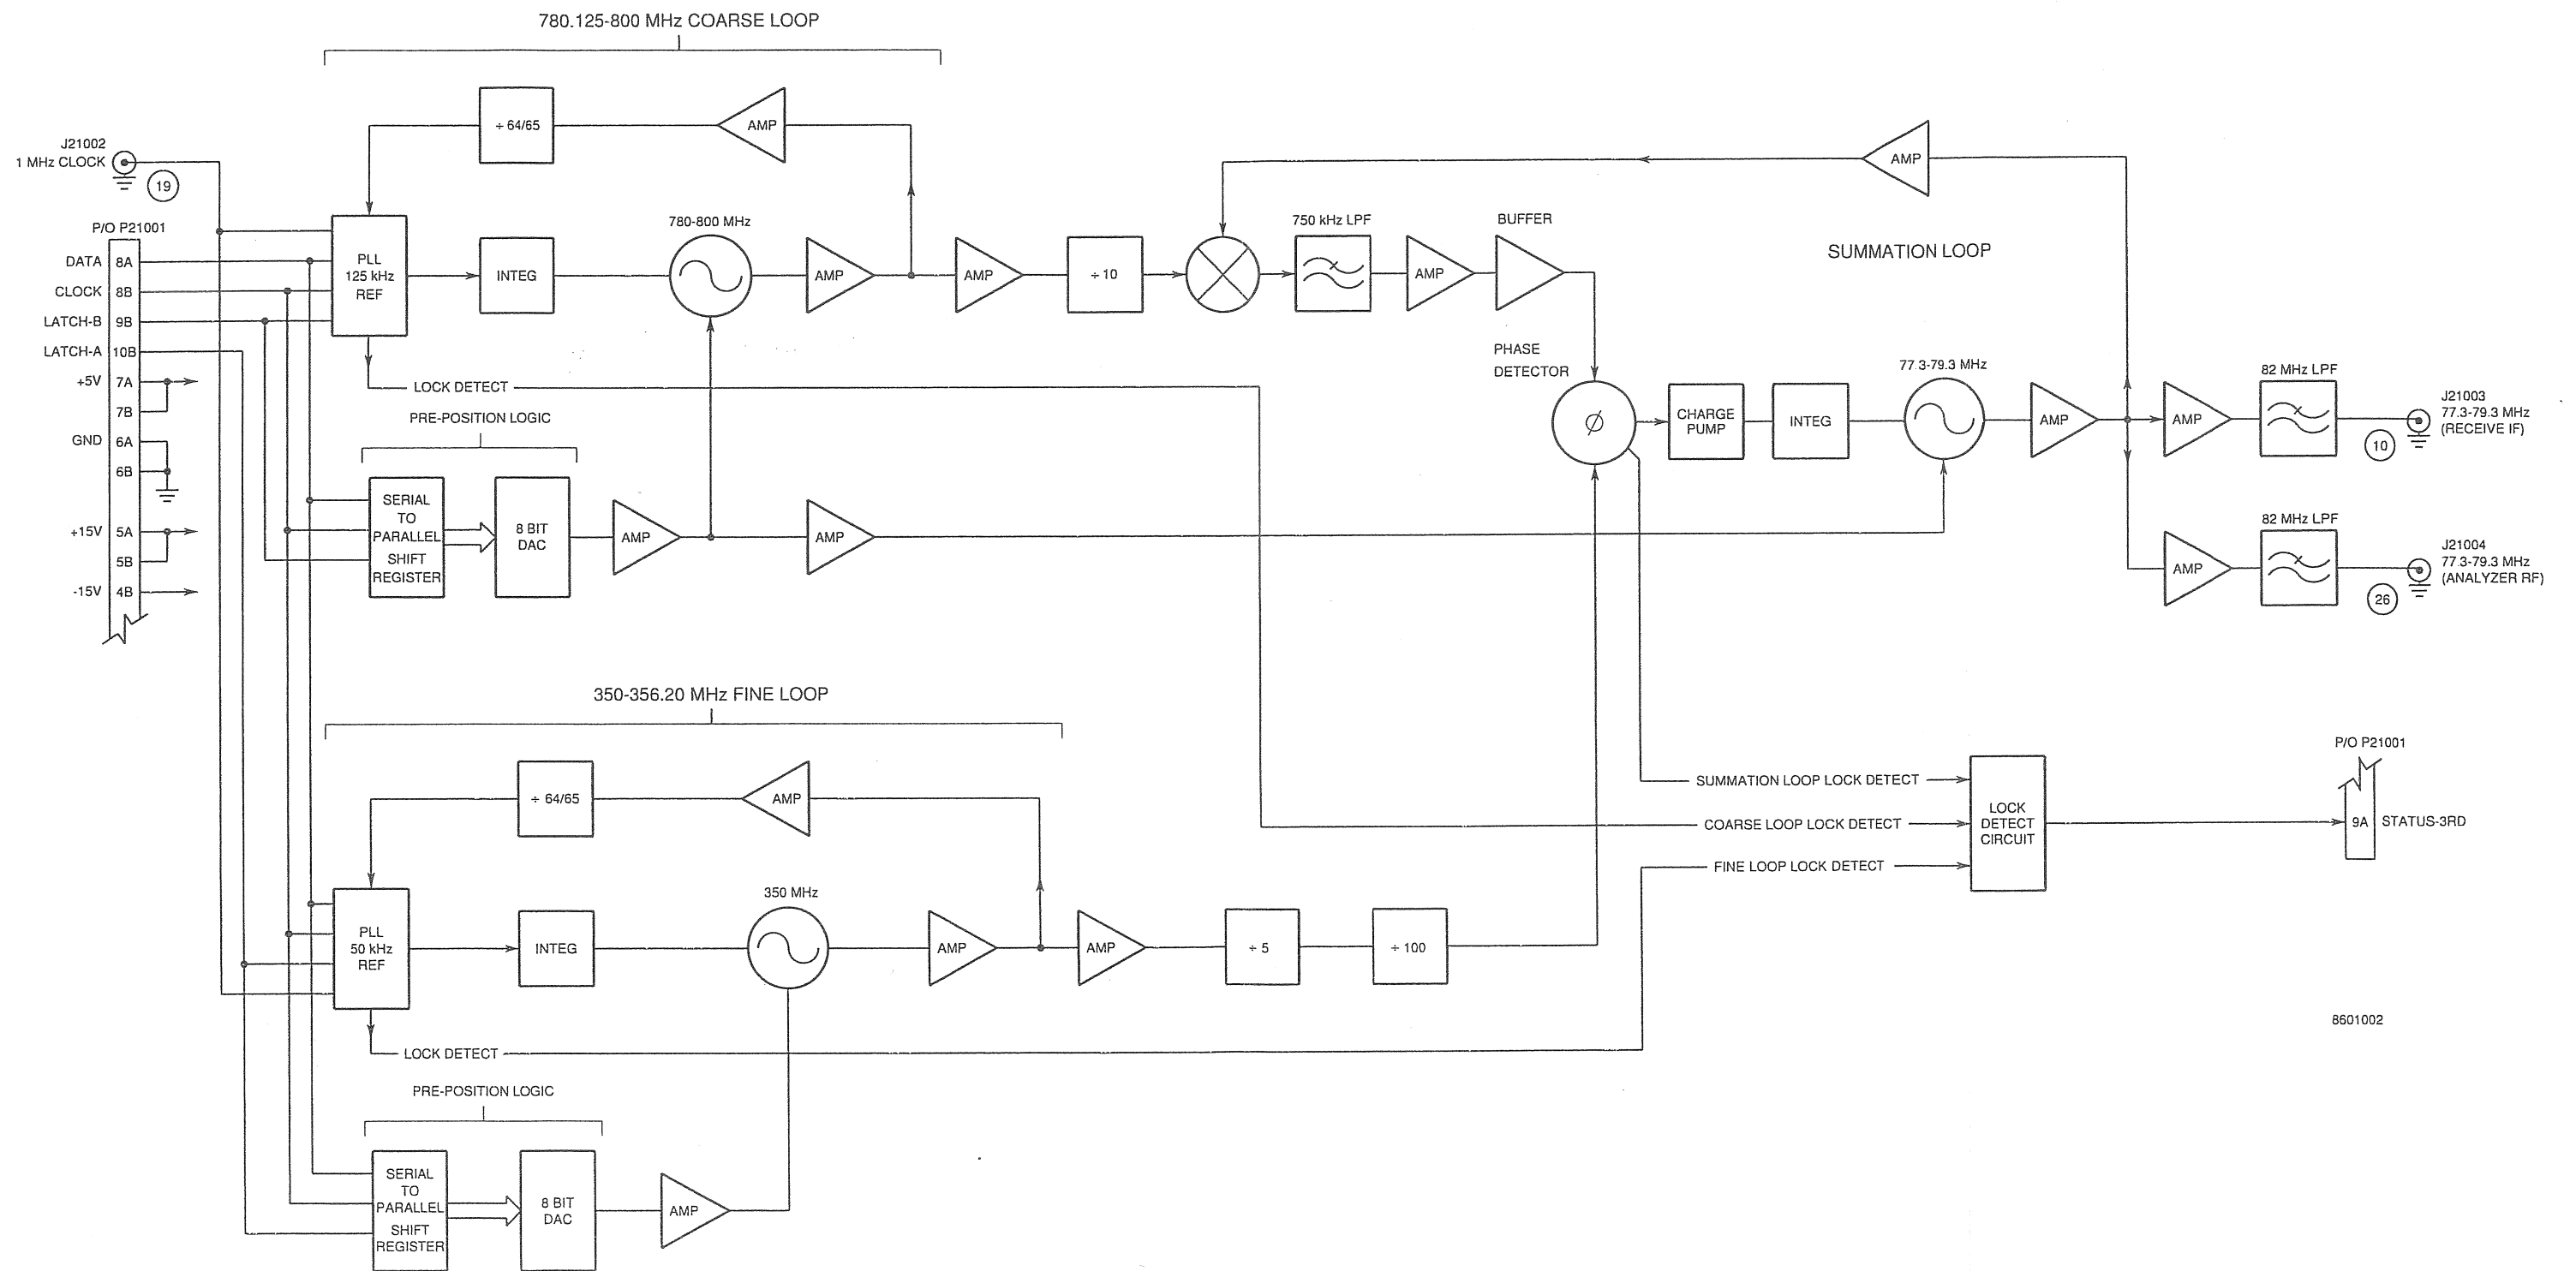 780.125-800 MHz COARSE LOOP
÷ 64/65
AMP
J21002
1 MHz CLOCK
19
AMP
P/O P21001
DATA 8A
CLOCK 8B
LATCH-B 9B
LATCH-A 10B
+5V 7A
7B
GND 6A
6B
+15V 5A
5B
-15V 4B
PLL
125 kHz
REF
INTEG
780-800 MHz
AMP
AMP
÷ 10
750 kHz LPF
AMP
BUFFER
SUMMATION LOOP
LOCK DETECT
PRE-POSITION LOGIC
SERIAL
TO
PARALLEL
SHIFT
REGISTER
8 BIT
DAC
AMP
AMP
PHASE
DETECTOR
Ø
CHARGE
PUMP
INTEG
77.3-79.3 MHz
AMP
AMP
82 MHz LPF
J21003
77.3-79.3 MHz
(RECEIVE IF)
10
AMP
82 MHz LPF
J21004
77.3-79.3 MHz
(ANALYZER RF)
26
350-356.20 MHz FINE LOOP
÷ 64/65
AMP
PLL
50 kHz
REF
INTEG
350 MHz
AMP
AMP
÷ 5
÷ 100
LOCK DETECT
SUMMATION LOOP LOCK DETECT
COARSE LOOP LOCK DETECT
FINE LOOP LOCK DETECT
LOCK
DETECT
CIRCUIT
P/O P21001
9A STATUS-3RD
8601002
PRE-POSITION LOGIC
SERIAL
TO
PARALLEL
SHIFT
REGISTER
8 BIT
DAC
AMP